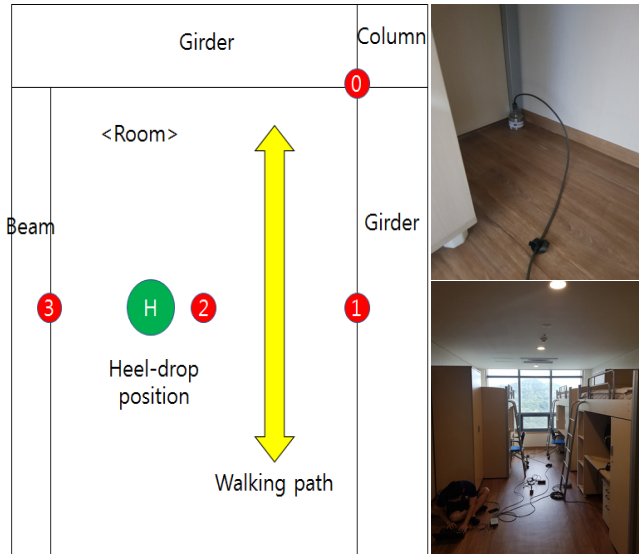 Girder
Column
0
<Room>
Beam
Girder
3
H
2
1
Heel-drop
position
Walking path